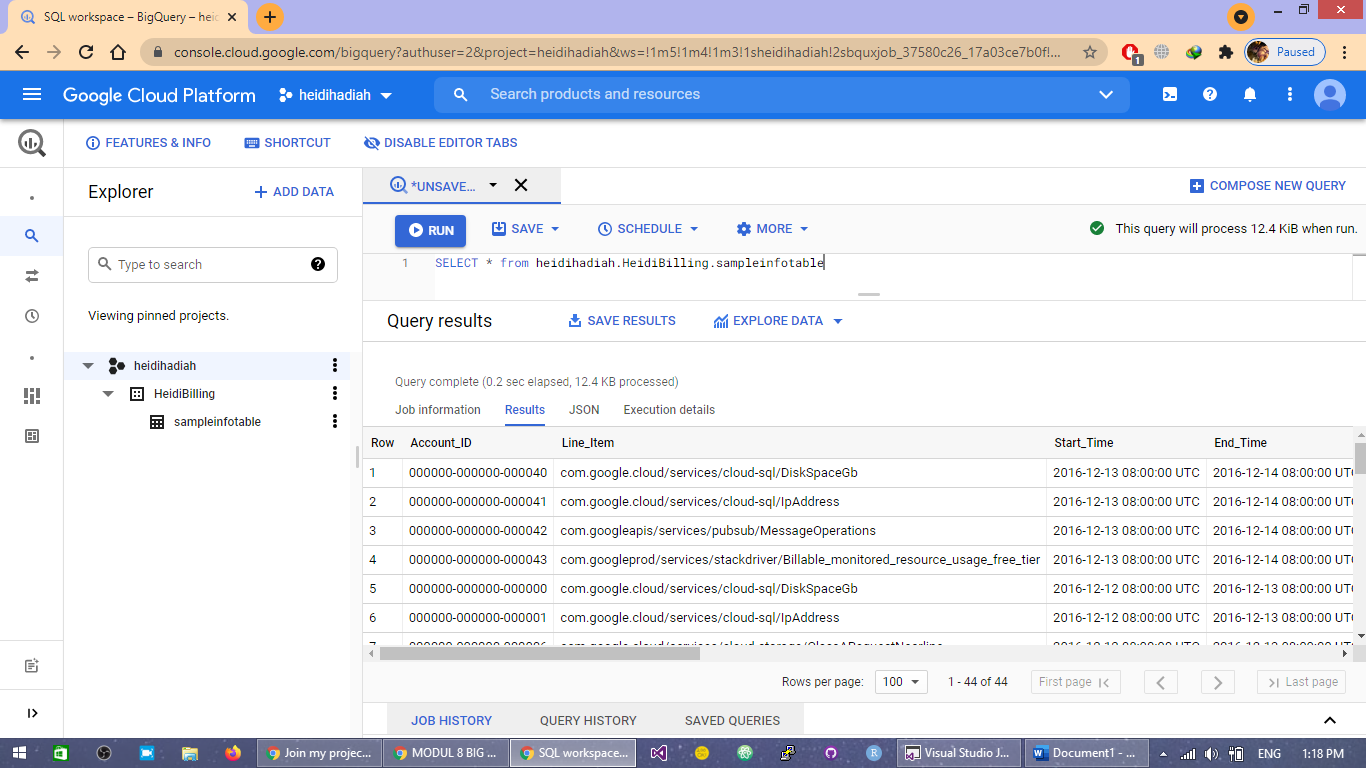 SQL workspace – BigQuery – heic
console.cloud.google.com/bigquery?authuser=2&project=heidihadiah&ws=!1m5!1m4!1m3!1sheidihadiah!2sbquxjob_37580c26_17a03ce7b0f!...
1
Paused
Google Cloud Platform
heidihadiah
Search products and resources
FEATURES & INFO
SHORTCUT
DISABLE EDITOR TABS
Explorer
ADD DATA
*UNSAVE...
COMPOSE NEW QUERY
RUN
SAVE
SCHEDULE
MORE
This query will process 12.4 KiB when run.
Type to search
1 SELECT * from heidihadiah.HeidiBilling.sampleinfotable
Viewing pinned projects.
heidihadiah
HeidiBilling
sampleinfotable
Query results
SAVE RESULTS
EXPLORE DATA
Query complete (0.2 sec elapsed, 12.4 KB processed)
Job information Results JSON Execution details
Row Account_ID Line_Item Start_Time End_Time
1 000000-000000-000040 com.google.cloud/services/cloud-sql/DiskSpaceGb 2016-12-13 08:00:00 UTC 2016-12-14 08:00:00 UTC
2 000000-000000-000041 com.google.cloud/services/cloud-sql/IpAddress 2016-12-13 08:00:00 UTC 2016-12-14 08:00:00 UTC
3 000000-000000-000042 com.googleapis/services/pubsub/MessageOperations 2016-12-13 08:00:00 UTC 2016-12-14 08:00:00 UTC
4 000000-000000-000043 com.googleprod/services/stackdriver/Billable_monitored_resource_usage_free_tier 2016-12-13 08:00:00 UTC 2016-12-14 08:00:00 UTC
5 000000-000000-000000 com.google.cloud/services/cloud-sql/DiskSpaceGb 2016-12-12 08:00:00 UTC 2016-12-13 08:00:00 UTC
6 000000-000000-000001 com.google.cloud/services/cloud-sql/IpAddress 2016-12-12 08:00:00 UTC 2016-12-13 08:00:00 UTC
Rows per page: 100 1 - 44 of 44 First page Last page
JOB HISTORY QUERY HISTORY SAVED QUERIES
Join my projec...
MODUL 8 BIG ...
SQL workspace...
Visual Studio J...
Document1 - ...
ENG
1:18 PM